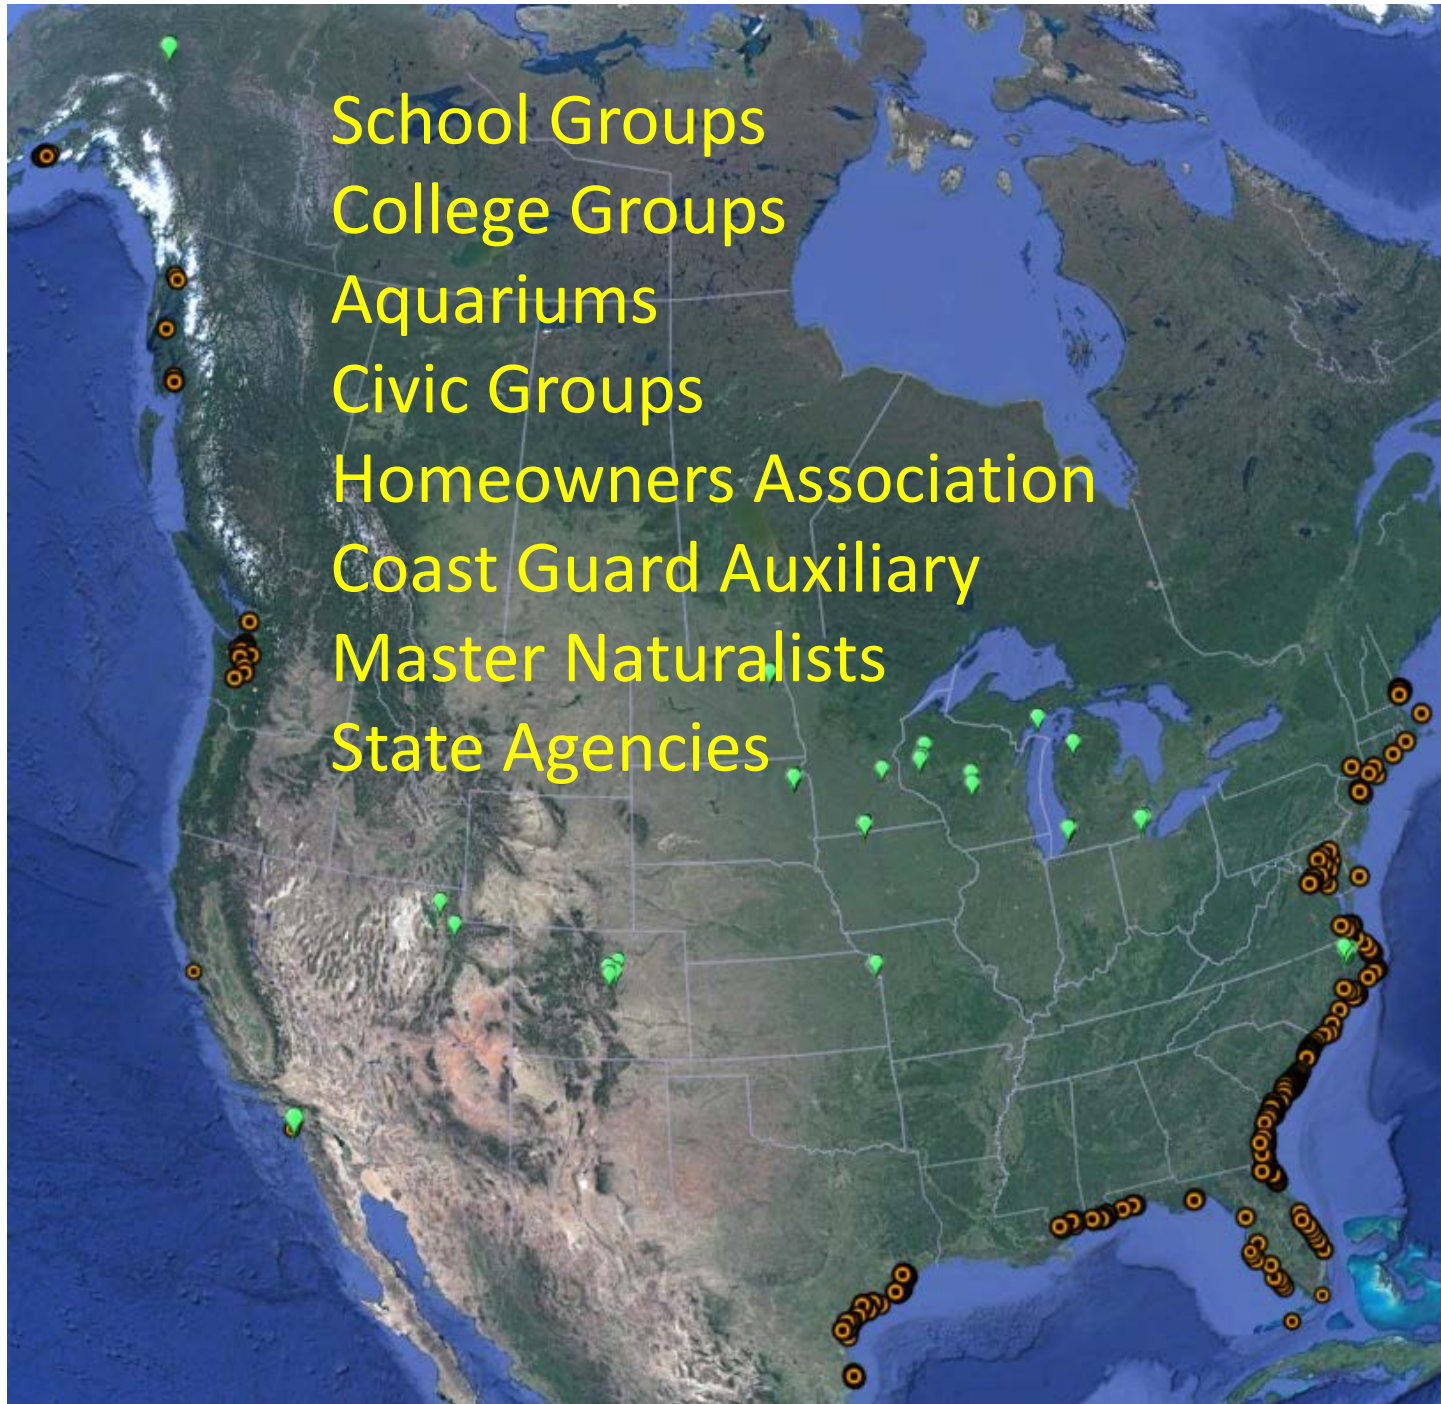 School Groups
College Groups
Aquariums
Civic Groups
Homeowners Association
Coast Guard Auxiliary
Master Naturalists
State Agencies